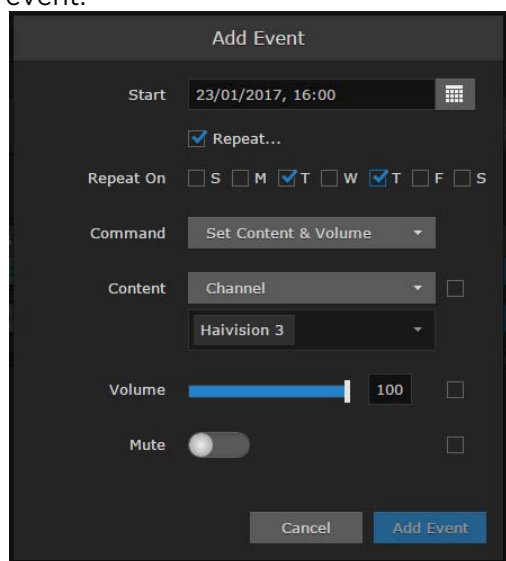 event.
Add Event
Start 23/01/2017, 16:00
Repeat...
Repeat On S M T W T F S
Command Set Content & Volume
Content Channel
Haivision 3
Volume 100
Mute
Cancel Add Event